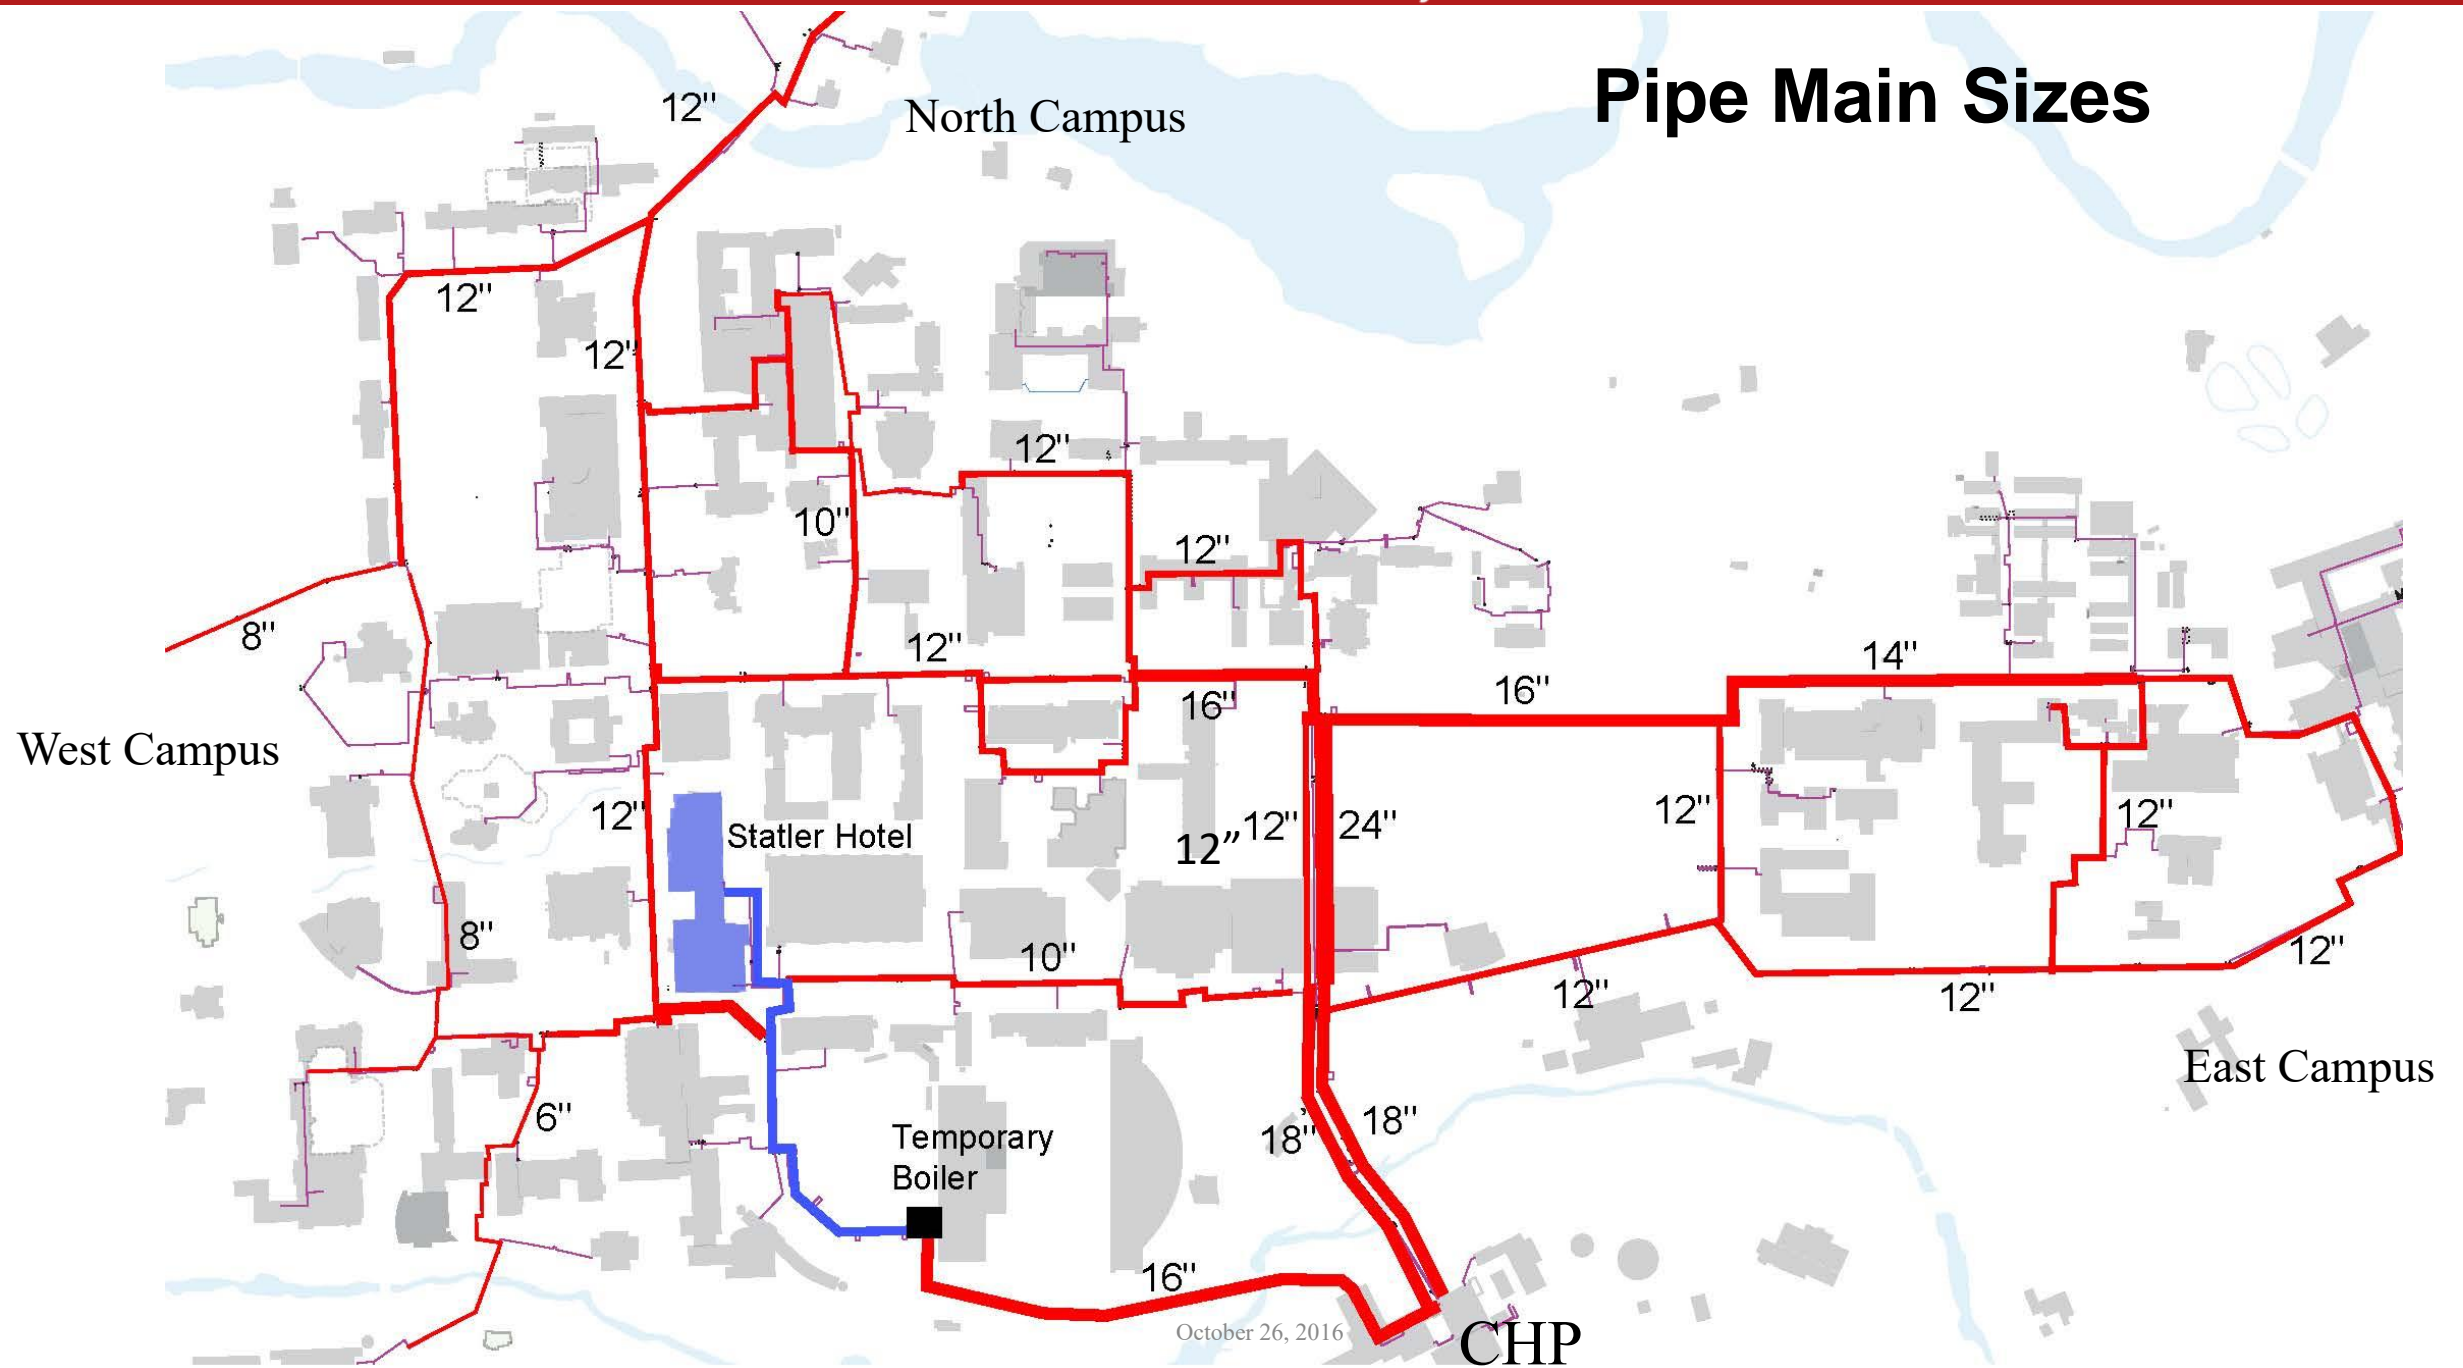 Pipe Main Sizes
12"
North Campus
12"
12"
12"
10"
12"
8"
12"
14"
16"
16"
West Campus
12"
Statler Hotel
12”
12"
24"
12"
12"
8"
10"
12"
12"
12"
East Campus
6"
18"
18"
Temporary
Boiler
16"
October 26, 2016
CHP